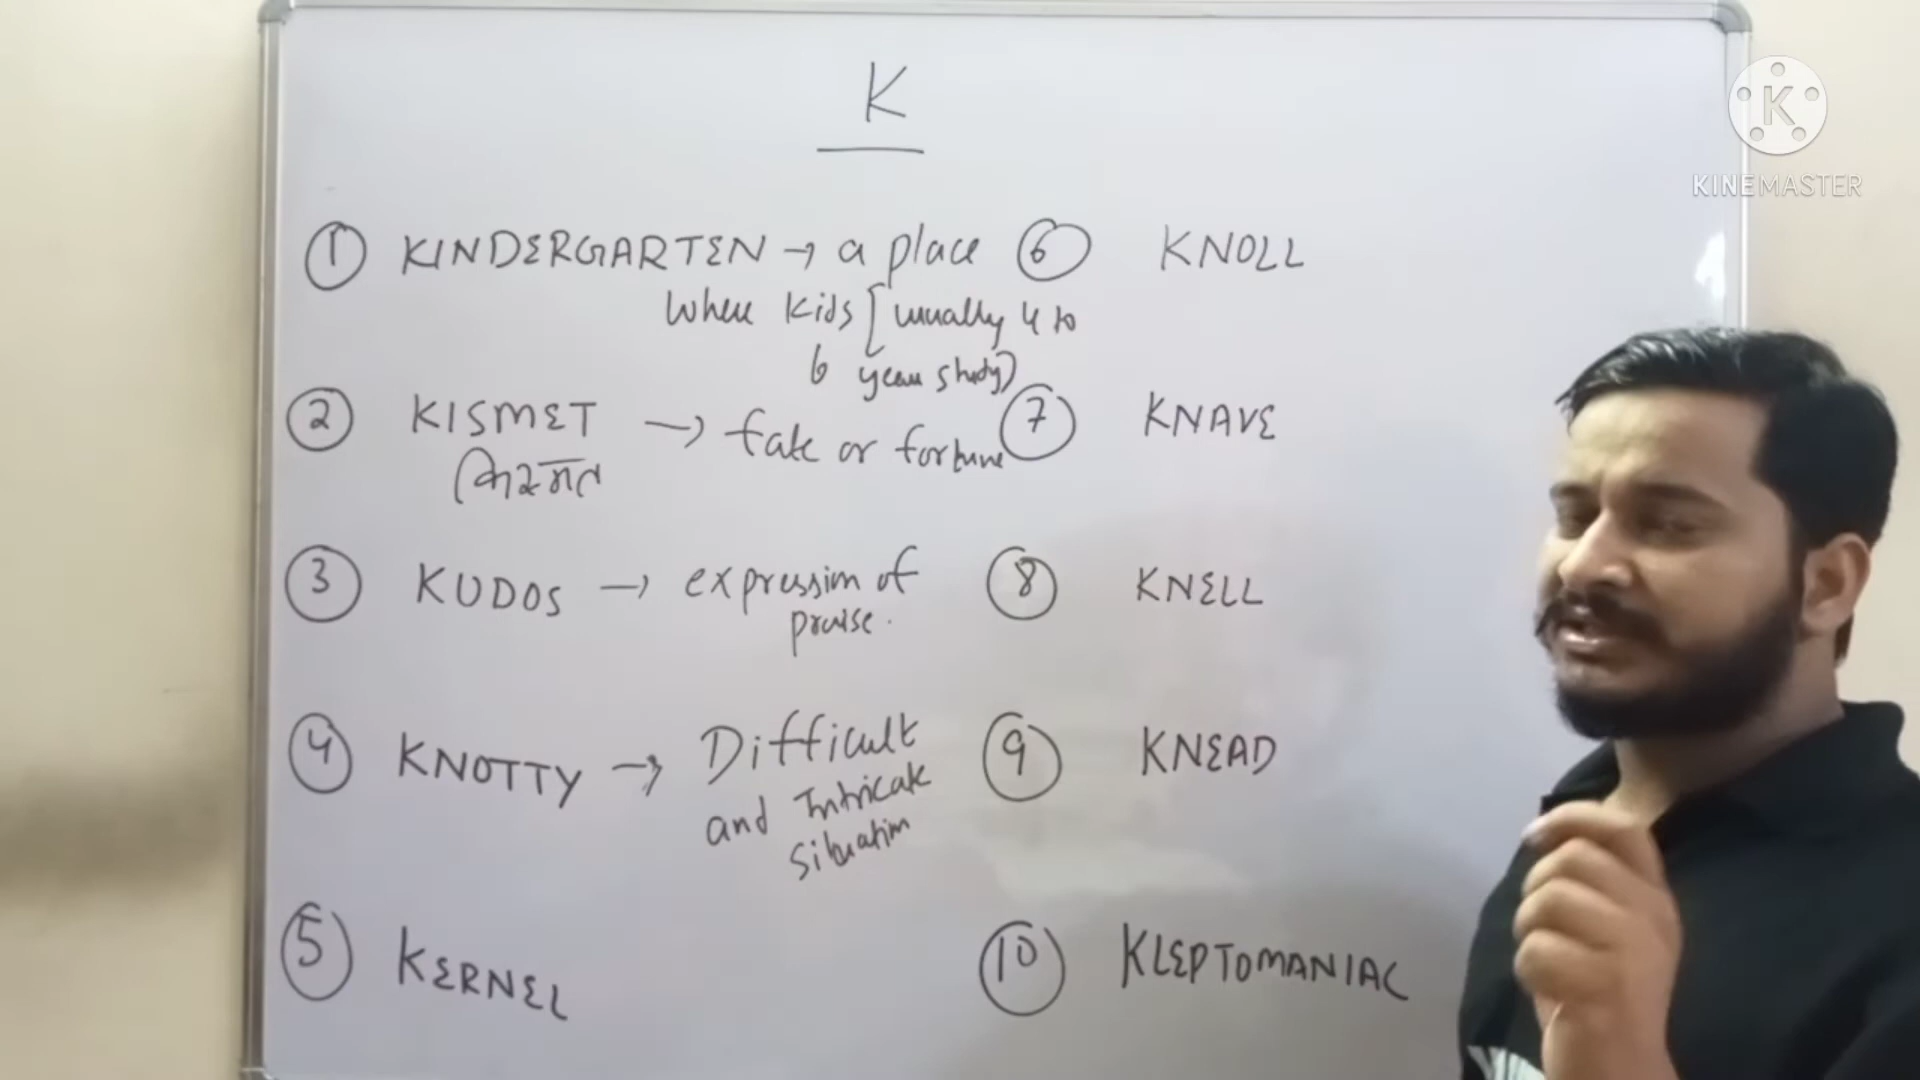 K
① KINDERGARTEN → a place
where kids [usually 4 to
6 years study)
② KISMET → fate or fortune
किस्मत
③ KUDOS → expression of
praise.
④ KNOTTY → Difficult
and Intricate
situation
⑤ KERNEL
⑥ KNOLL
⑦ KNAVE
⑧ KNELL
⑨ KNEAD
⑩ KLEPTOMANIAC
K
KINEMASTER